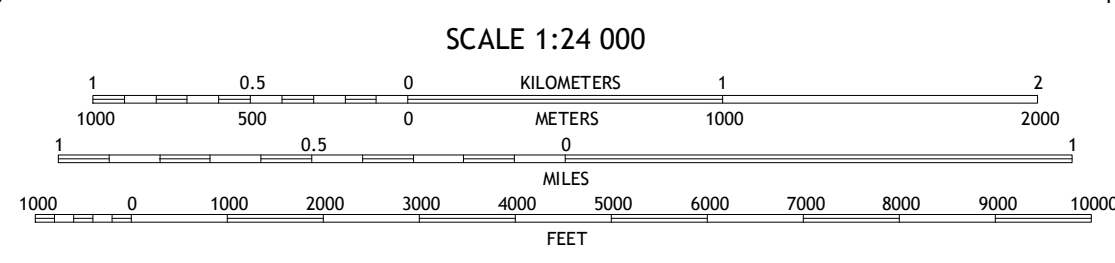 SCALE 1:24 000
1 0.5 0 KILOMETERS 1 2
1000 500 0 METERS 1000 2000
1 0.5 0 1
MILES
1000 0 1000 2000 3000 4000 5000 6000 7000 8000 9000 10000
FEET